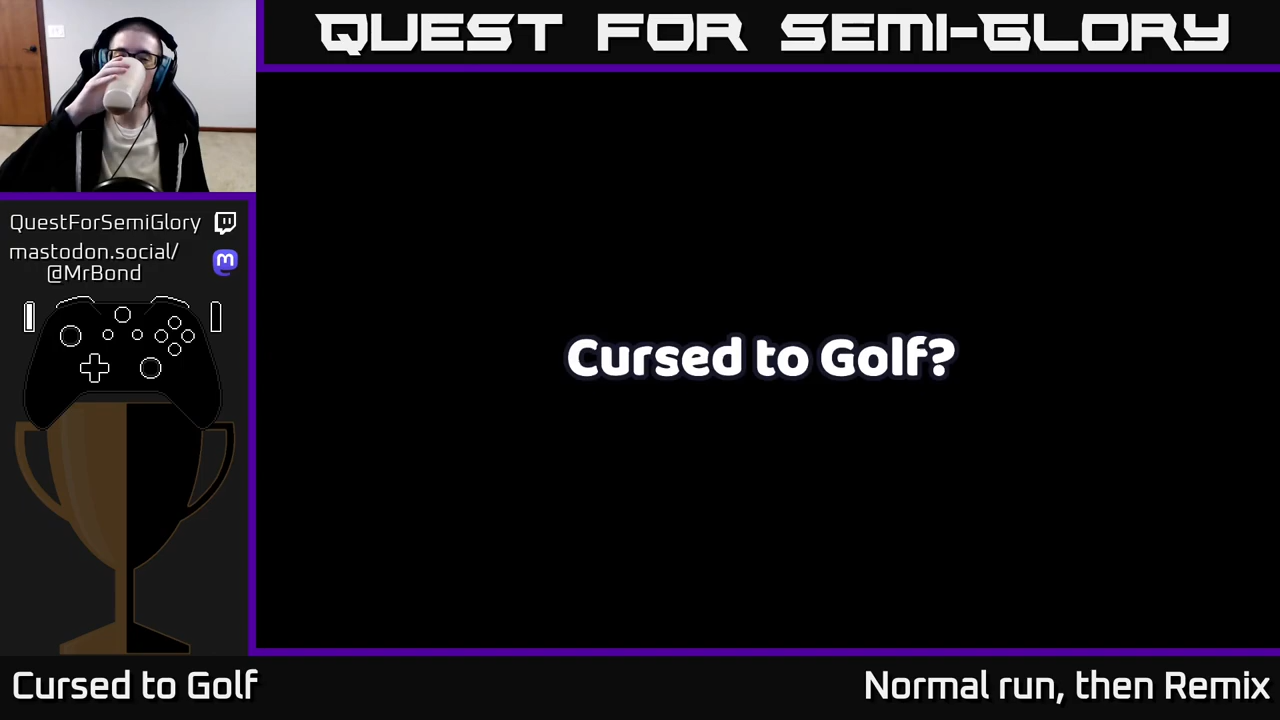 QUEST FOR SEMI-GLORY
QuestForSemiGlory
mastodon.social/
@MrBond
Cursed to Golf?
Cursed to Golf
Normal run, then Remix